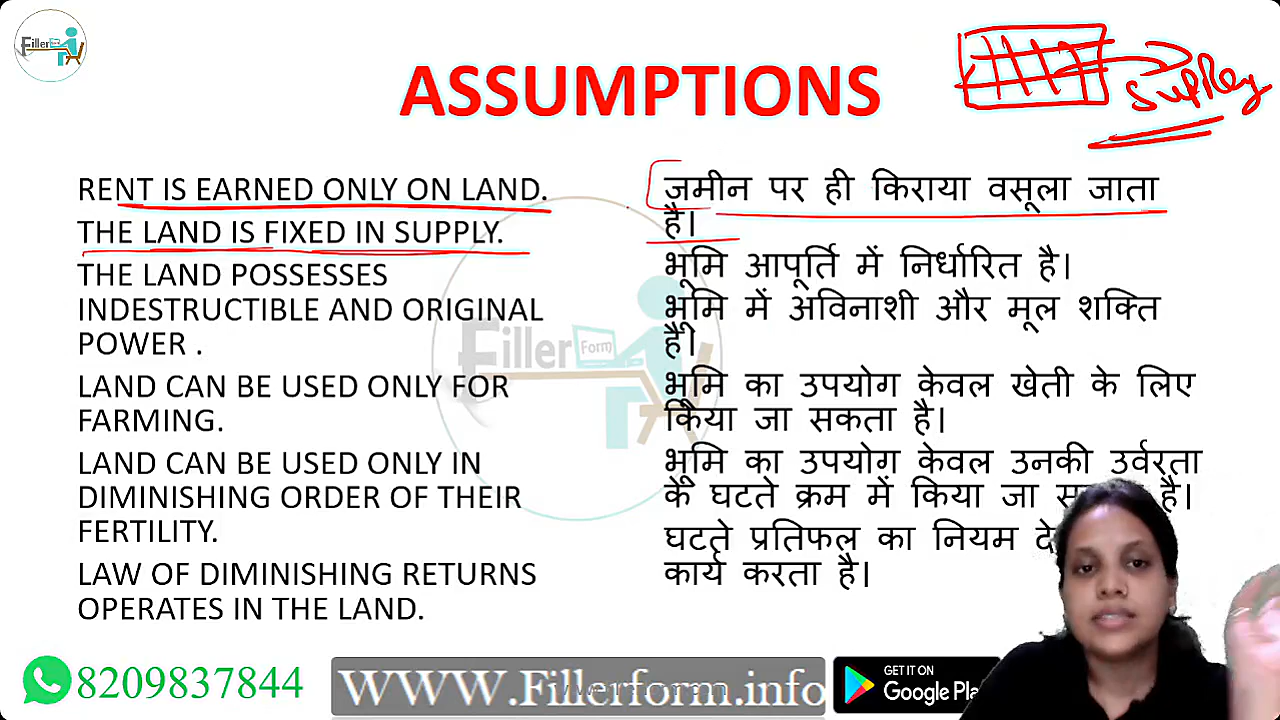 Filler
ASSUMPTIONS
Supply
RENT IS EARNED ONLY ON LAND.
THE LAND IS FIXED IN SUPPLY.
THE LAND POSSESSES
INDESTRUCTIBLE AND ORIGINAL
POWER .
LAND CAN BE USED ONLY FOR
FARMING.
LAND CAN BE USED ONLY IN
DIMINISHING ORDER OF THEIR
FERTILITY.
LAW OF DIMINISHING RETURNS
OPERATES IN THE LAND.
ज़मीन पर ही किराया वसूला जाता
है।
भूमि आपूर्ति में निर्धारित है।
भूमि में अविनाशी और मूल शक्ति
है।
भूमि का उपयोग केवल खेती के लिए
किया जा सकता है।
भूमि का उपयोग केवल उनकी उर्वरता
के घटते क्रम में किया जा है।
घटते प्रतिफल का नियम
कार्य करता है।
Filler Form
8209837844
www.Fillerform.info
GET IT ON
Google Pla